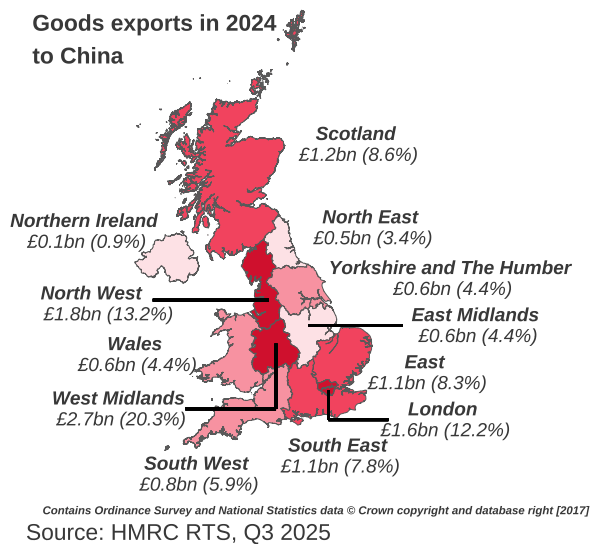 Goods exports in 2024
to China
Scotland
£1.2bn (8.6%)
Northern Ireland
£0.1bn (0.9%)
North East
£0.5bn (3.4%)
Yorkshire and The Humber
£0.6bn (4.4%)
North West
£1.8bn (13.2%)
East Midlands
£0.6bn (4.4%)
Wales
£0.6bn (4.4%)
East
£1.1bn (8.3%)
West Midlands
£2.7bn (20.3%)
London
£1.6bn (12.2%)
South East
£1.1bn (7.8%)
South West
£0.8bn (5.9%)
Contains Ordinance Survey and National Statistics data © Crown copyright and database right [2017]
Source: HMRC RTS, Q3 2025